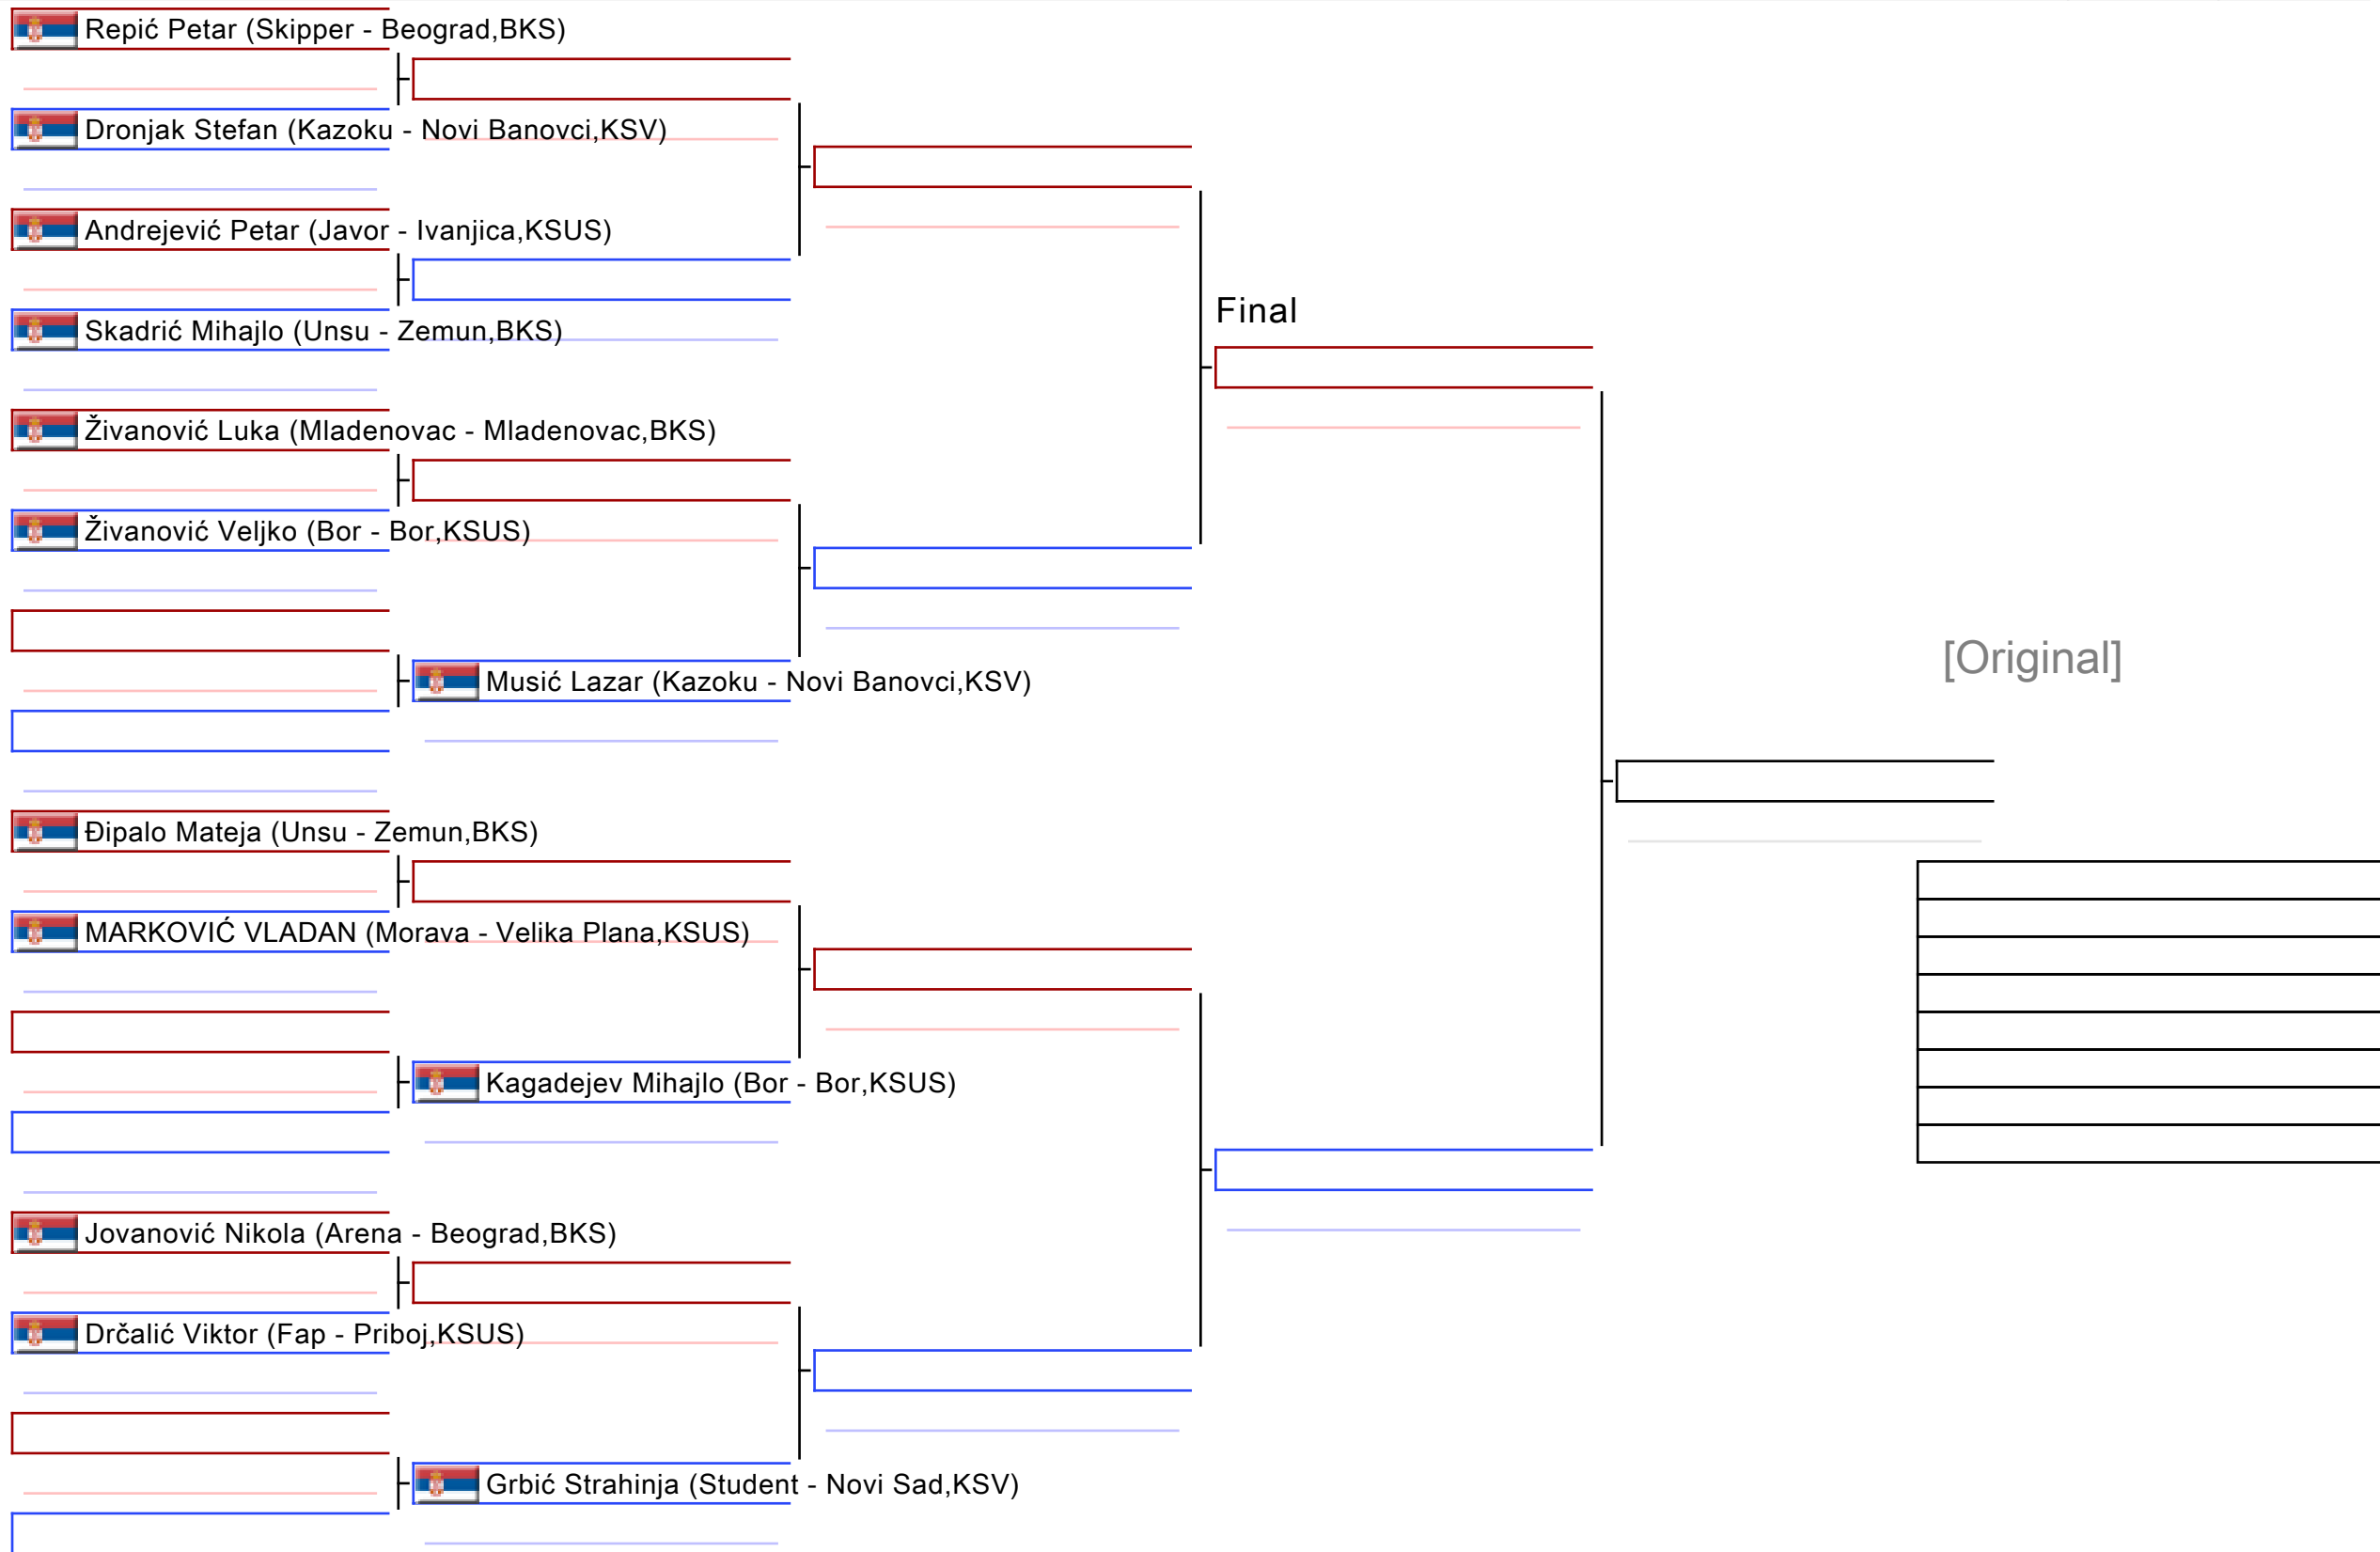 Repić Petar (Skipper - Beograd,BKS)
Dronjak Stefan (Kazoku - Novi Banovci,KSV)
Andrejević Petar (Javor - Ivanjica,KSUS)
Final
Skadrić Mihajlo (Unsu - Zemun,BKS)
Živanović Luka (Mladenovac - Mladenovac,BKS)
Živanović Veljko (Bor - Bor,KSUS)
[Original]
Musić Lazar (Kazoku - Novi Banovci,KSV)
Đipalo Mateja (Unsu - Zemun,BKS)
MARKOVIĆ VLADAN (Morava - Velika Plana,KSUS)
Kagadejev Mihajlo (Bor - Bor,KSUS)
Jovanović Nikola (Arena - Beograd,BKS)
Drčalić Viktor (Fap - Priboj,KSUS)
Grbić Strahinja (Student - Novi Sad,KSV)